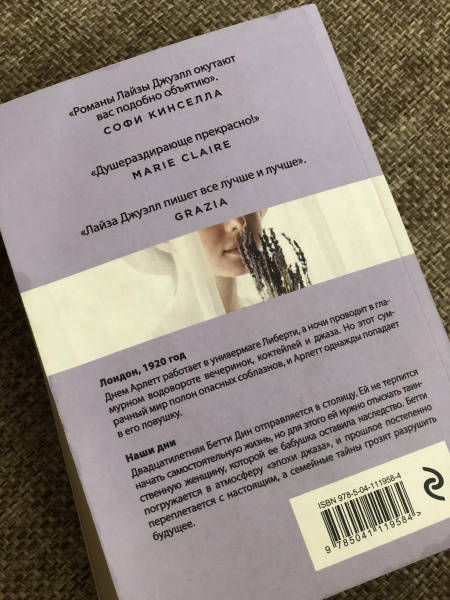 «Романы Лайзы Джуэлл окутают
вас подобно объятию».
СОФИ КИНСЕЛЛА
«Душераздирающе прекрасно!»
MARIE CLAIRE
«Лайза Джуэлл пишет все лучше и лучше».
GRAZIA
Лондон, 1920 год
Днем Арлетт работает в универмаге Либерти, а ночи проводит в гла-
мурном водовороте вечеринок, коктейлей и джаза. Но этот сум-
рачный мир полон опасных соблазнов, и Арлетт однажды попадает
в его ловушку.
Наши дни
Двадцатилетняя Бетти Дин отправляется в столицу. Ей не терпится
начать самостоятельную жизнь, но для этого ей нужно отыскать таин-
ственную женщину, которой ее бабушка оставила наследство. Бетти
погружается в атмосферу «эпохи джаза», и прошлое постепенно
переплетается с настоящим, а семейные тайны грозят разрушить
будущее.
ISBN 978-5-04-111958-4
9 785041 119584 >